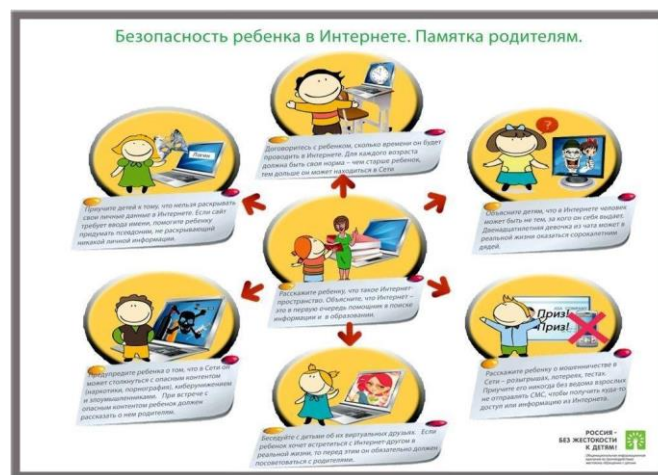 Безопасность ребенка в Интернете. Памятка родителям.
Договоритесь с ребенком, сколько времени он будет
проводить в Интернете. Для каждого возраста
должна быть своя норма – чем старше ребенок,
тем дольше он может находиться в Сети
Логин
Приучите детей к тому, что нельзя раскрывать
свои личные данные в Интернете. Если сайт
требует ввода имени, помогите ребенку
придумать псевдоним, не раскрывающий
никакой личной информации.
?
Объясните детям, что в Интернете человек
может быть не тем, за кого он себя выдает.
Двенадцатилетняя девочка из чата может в
реальной жизни оказаться сорокалетним
дядей.
Расскажите ребенку, что такое Интернет-
пространство. Объясните, что Интернет –
это в первую очередь помощник в поиске
информации и в образовании.
Предупредите ребенка о том, что в Сети он
может столкнуться с опасным контентом
(наркотики, порнография), киберунижением
и злоумышленниками. При встрече с
опасным контентом ребенок должен
рассказать о нем родителям.
Приз!
Приз!
Расскажите ребенку о мошенничестве в
Сети – розыгрышах, лотереях, тестах.
Приучите его никогда без ведома взрослых
не отправлять СМС, чтобы получить куда-то
доступ или информацию из Интернета.
Беседуйте с детьми об их виртуальных друзьях. Если
ребенок хочет встретиться с Интернет-другом в
реальной жизни, то перед этим он обязательно должен
посоветоваться с родителями.
РОССИЯ -
БЕЗ ЖЕСТОКОСТИ
К ДЕТЯМ!